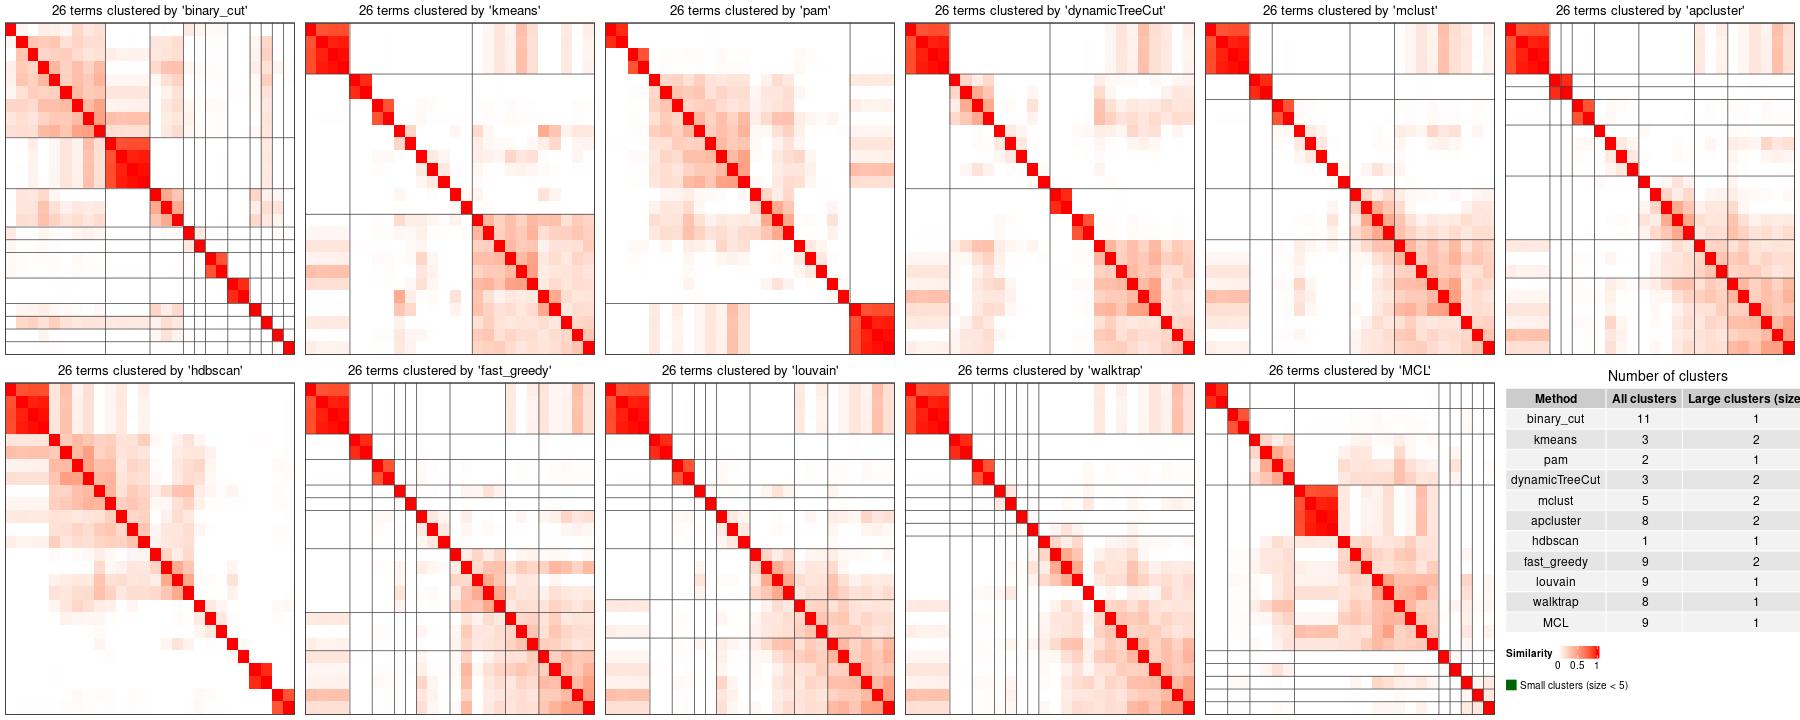 26 terms clustered by 'binary_cut'
26 terms clustered by 'kmeans'
26 terms clustered by 'pam'
26 terms clustered by 'dynamicTreeCut'
26 terms clustered by 'mclust'
26 terms clustered by 'apcluster'
26 terms clustered by 'hdbscan'
26 terms clustered by 'fast_greedy'
26 terms clustered by 'louvain'
26 terms clustered by 'walktrap'
26 terms clustered by 'MCL'
Number of clusters
Method All clusters Large clusters (size
binary_cut 11 1
kmeans 3 2
pam 2 1
dynamicTreeCut 3 2
mclust 5 2
apcluster 8 2
hdbscan 1 1
fast_greedy 9 2
louvain 9 1
walktrap 8 1
MCL 9 1
Similarity
0 0.5 1
Small clusters (size < 5)